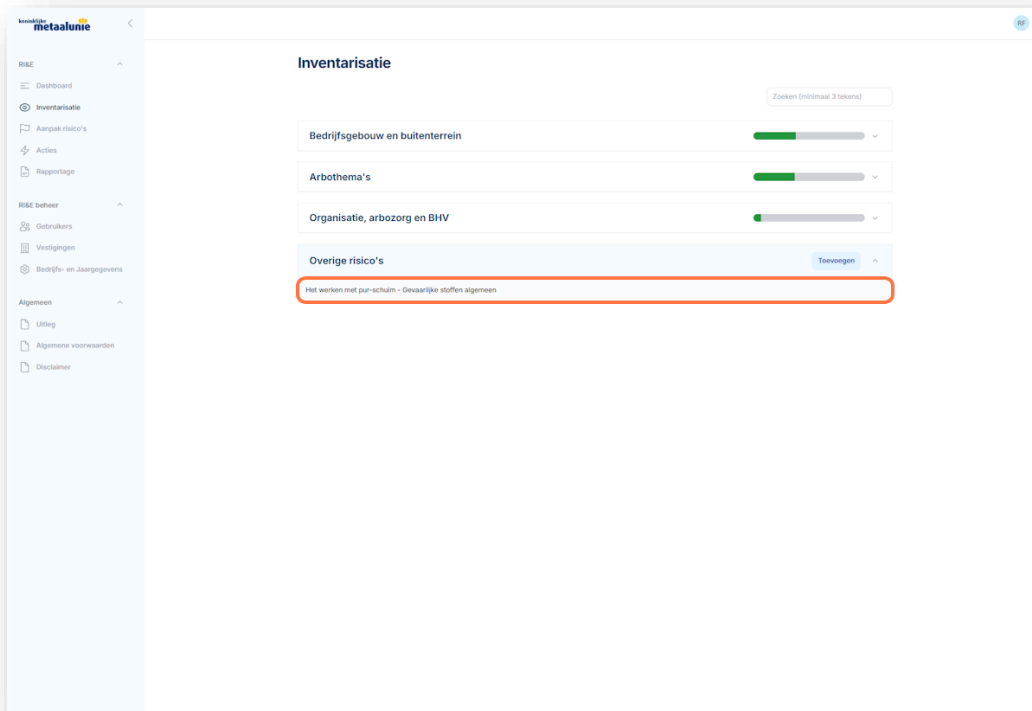 koninklijke
metaalunie
RF
RI&E
Dashboard
Inventarisatie
Aanpak risico's
Acties
Rapportage
RI&E beheer
Gebruikers
Vestigingen
Bedrijfs- en Jaargegevens
Algemeen
Uitleg
Algemene voorwaarden
Disclaimer
Inventarisatie
Zoeken (minimaal 3 tekens)
Bedrijfsgebouw en buitenterrein
Arbothema's
Organisatie, arbozorg en BHV
Overige risico's
Toevoegen
Het werken met pur-schuim - Gevaarlijke stoffen algemeen